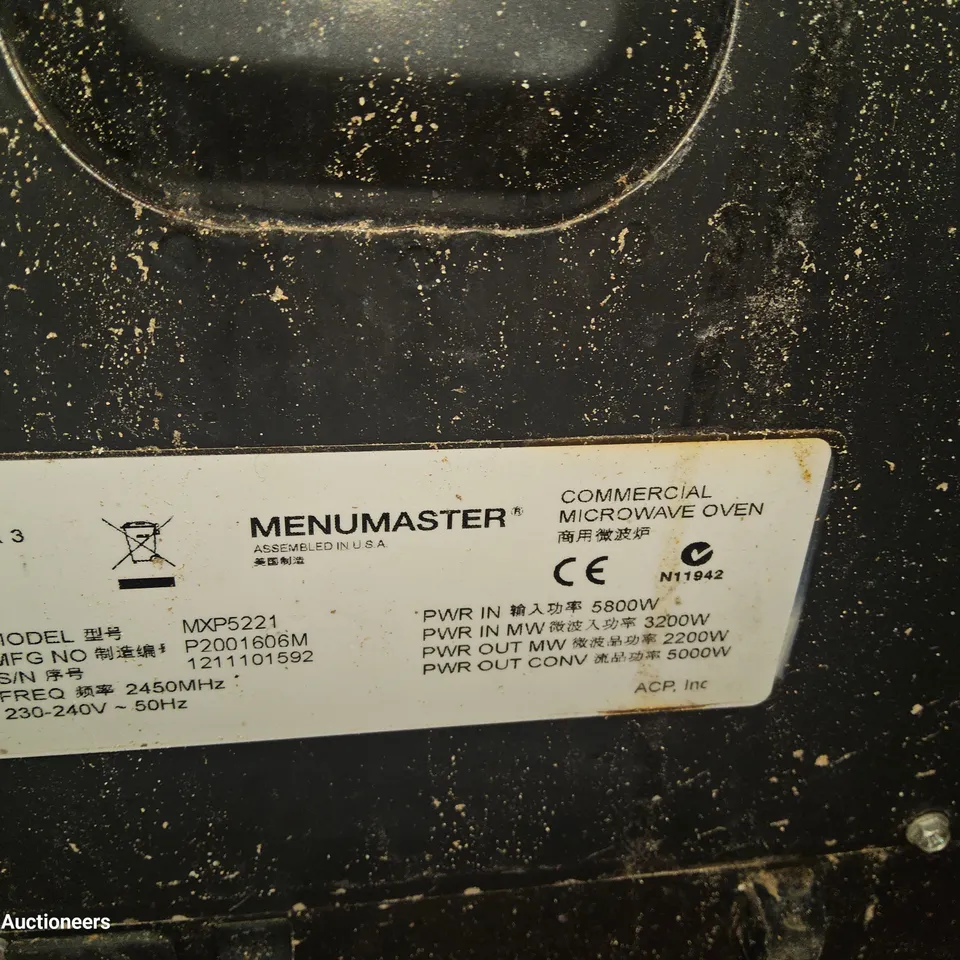 3
MENUMASTER®
ASSEMBLED IN U.S.A.
美国制造
COMMERCIAL
MICROWAVE OVEN
商用微波炉
CE
N11942
MODEL 型号 MXP5221
MFG NO 制造编 P2001606M
S/N 序号 1211101592
FREQ 频率 2450MHz
230-240V ~ 50Hz
PWR IN 输入功率 5800W
PWR IN MW 微波入功率 3200W
PWR OUT MW 微波品功率 2200W
PWR OUT CONV 流品功率 5000W
ACP, Inc
Auctioneers